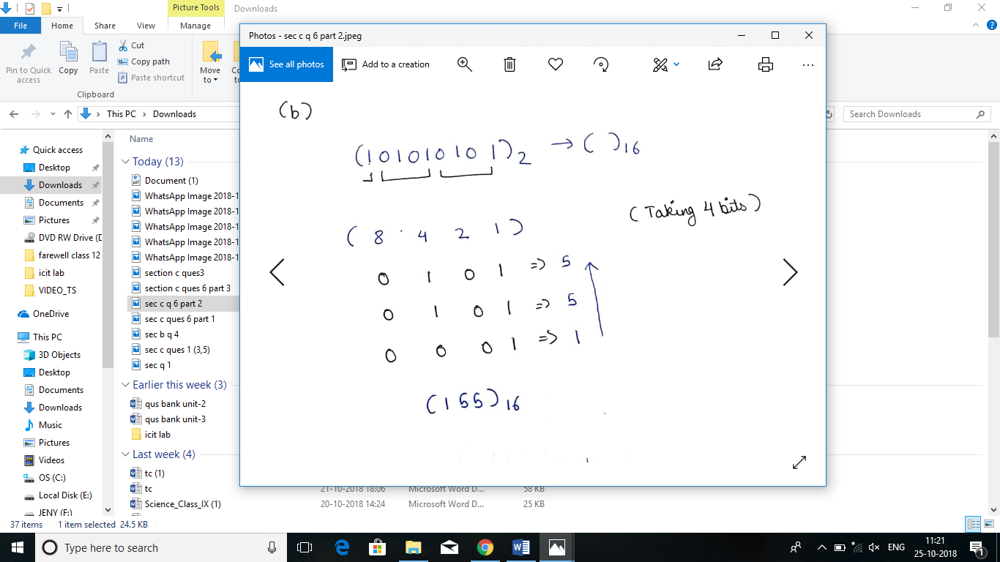 Picture Tools
Downloads
File
Home
Share
View
Manage
Pin to Quick access
Copy
Paste
Cut
Copy path
Paste shortcut
Clipboard
Move to
This PC
Downloads
Search Downloads
Quick access
Desktop
Downloads
Documents
Pictures
DVD RW Drive (
farewell class 12
icit lab
VIDEO_TS
OneDrive
This PC
3D Objects
Desktop
Documents
Downloads
Music
Pictures
Videos
OS (C:)
Local Disk (E:)
JENY (F:)
Name
Today (13)
Document (1)
WhatsApp Image 2018-1
WhatsApp Image 2018-1
WhatsApp Image 2018-1
WhatsApp Image 2018-1
WhatsApp Image 2018-1
section c ques3
section c ques 6 part 3
sec c q 6 part 2
sec c ques 6 part 1
sec b q 4
sec c ques 1 (3,5)
sec q 1
Earlier this week (3)
qus bank unit-2
qus bank unit-3
icit lab
Last week (4)
tc (1)
tc 21-10-2018 18:06 Microsoft Word D... 58 KB
Science_Class_IX (1) 20-10-2018 14:24 Microsoft Word D... 25 KB
Photos - sec c q 6 part 2.jpeg
See all photos
Add to a creation
(b)
(101010101)2 → ( )16
(Taking 4 bits)
( 8 4 2 1 )
0 1 0 1 => 5
0 1 0 1 => 5
0 0 0 1 => 1
(155)16
37 items 1 item selected 24.5 KB
Type here to search
ENG
11:21
25-10-2018
1